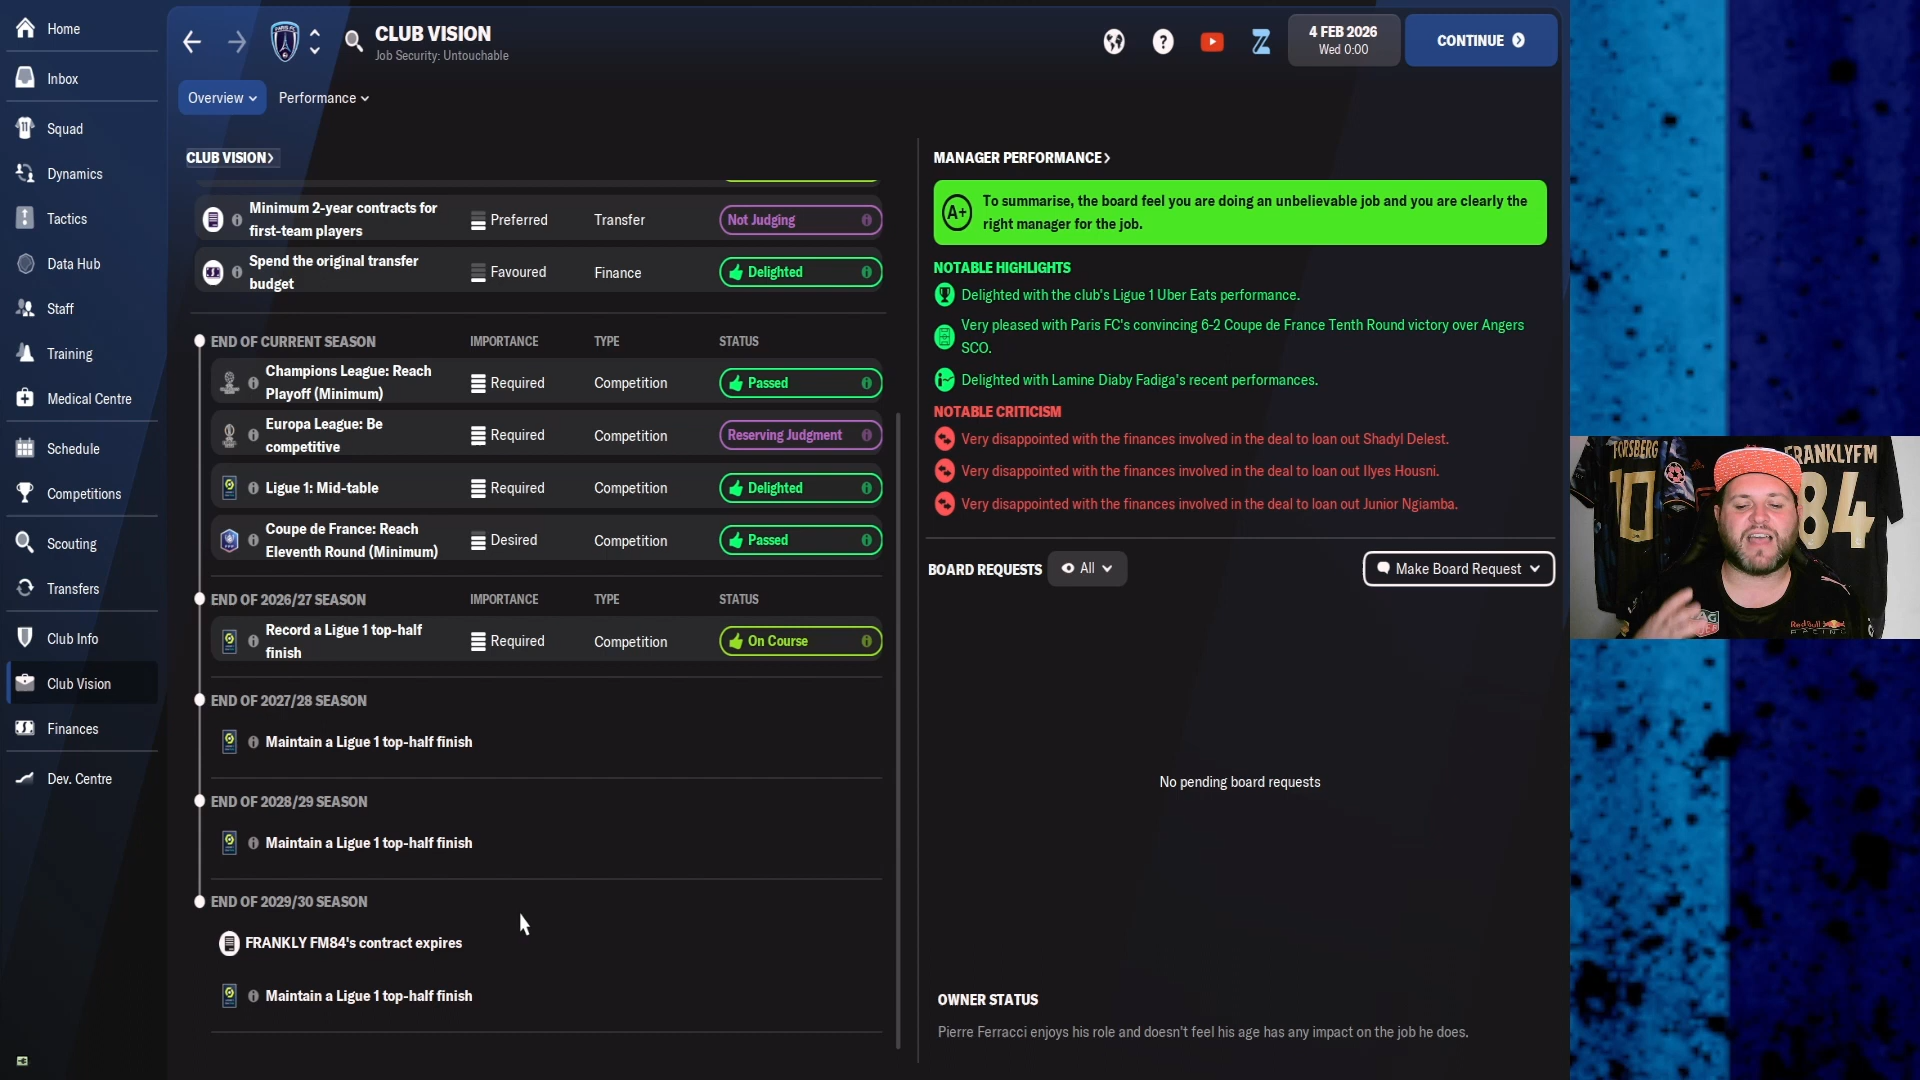 Home
Inbox
Squad
Dynamics
Tactics
Data Hub
Staff
Training
Medical Centre
Schedule
Competitions
Scouting
Transfers
Club Info
Club Vision
Finances
Dev. Centre
CLUB VISION
Job Security: Untouchable
4 FEB 2026
Wed 0:00
CONTINUE
Overview
Performance
CLUB VISION>
Minimum 2-year contracts for
first-team players
Preferred
Transfer
Not Judging
Spend the original transfer
budget
Favoured
Finance
Delighted
END OF CURRENT SEASON
IMPORTANCE
TYPE
STATUS
Champions League: Reach
Playoff (Minimum)
Required
Competition
Passed
Europa League: Be
competitive
Required
Competition
Reserving Judgment
Ligue 1: Mid-table
Required
Competition
Delighted
Coupe de France: Reach
Eleventh Round (Minimum)
Desired
Competition
Passed
END OF 2026/27 SEASON
IMPORTANCE
TYPE
STATUS
Record a Ligue 1 top-half
finish
Required
Competition
On Course
END OF 2027/28 SEASON
Maintain a Ligue 1 top-half finish
END OF 2028/29 SEASON
Maintain a Ligue 1 top-half finish
END OF 2029/30 SEASON
FRANKLY FM84's contract expires
Maintain a Ligue 1 top-half finish
MANAGER PERFORMANCE>
A+
To summarise, the board feel you are doing an unbelievable job and you are clearly the
right manager for the job.
NOTABLE HIGHLIGHTS
Delighted with the club's Ligue 1 Uber Eats performance.
Very pleased with Paris FC's convincing 6-2 Coupe de France Tenth Round victory over Angers
SCO.
Delighted with Lamine Diaby Fadiga's recent performances.
NOTABLE CRITICISM
Very disappointed with the finances involved in the deal to loan out Shadyl Delest.
Very disappointed with the finances involved in the deal to loan out Ilyes Housni.
Very disappointed with the finances involved in the deal to loan out Junior Ngiamba.
BOARD REQUESTS
All
Make Board Request
No pending board requests
OWNER STATUS
Pierre Ferracci enjoys his role and doesn't feel his age has any impact on the job he does.
FORSBERG
10
FRANKLYFM
84
Red Bull
RACING